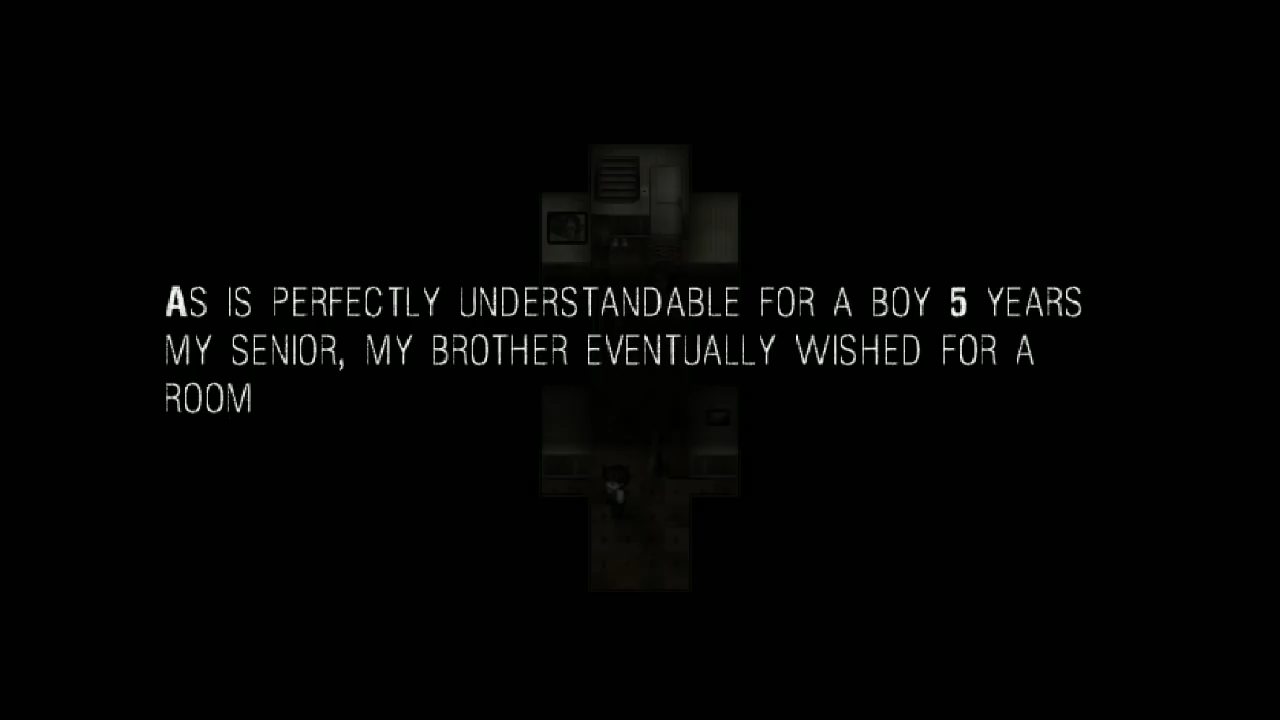 AS IS PERFECTLY UNDERSTANDABLE FOR A BOY 5 YEARS
MY SENIOR, MY BROTHER EVENTUALLY WISHED FOR A
ROOM